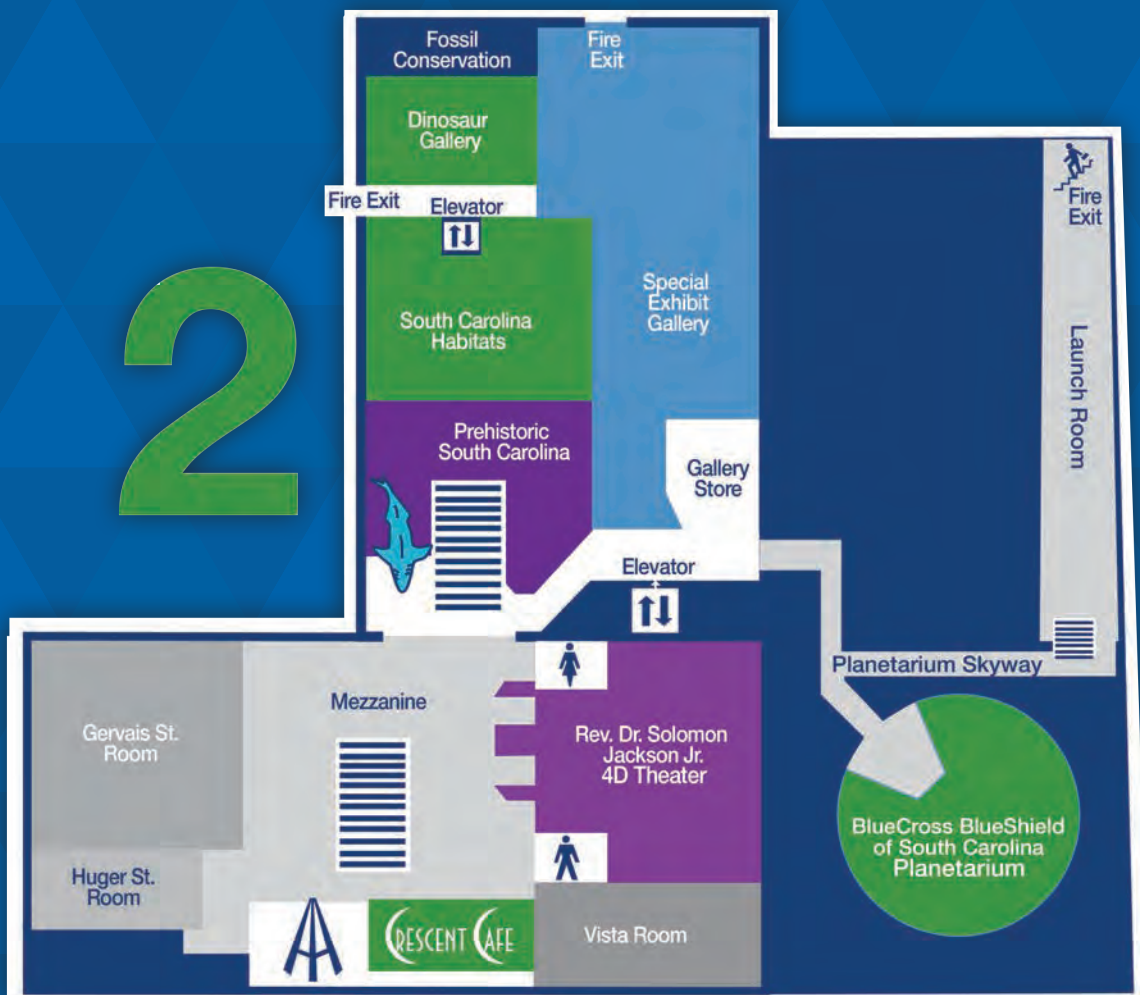 Fossil
Conservation
Fire
Exit
Dinosaur
Gallery
Fire Exit
Elevator
Fire
Exit
2
South Carolina
Habitats
Special
Exhibit
Gallery
Launch Room
Prehistoric
South Carolina
Gallery
Store
Elevator
Planetarium Skyway
Mezzanine
Gervais St.
Room
Rev. Dr. Solomon
Jackson Jr.
4D Theater
BlueCross BlueShield
of South Carolina
Planetarium
Huger St.
Room
CRESCENT CAFE
Vista Room